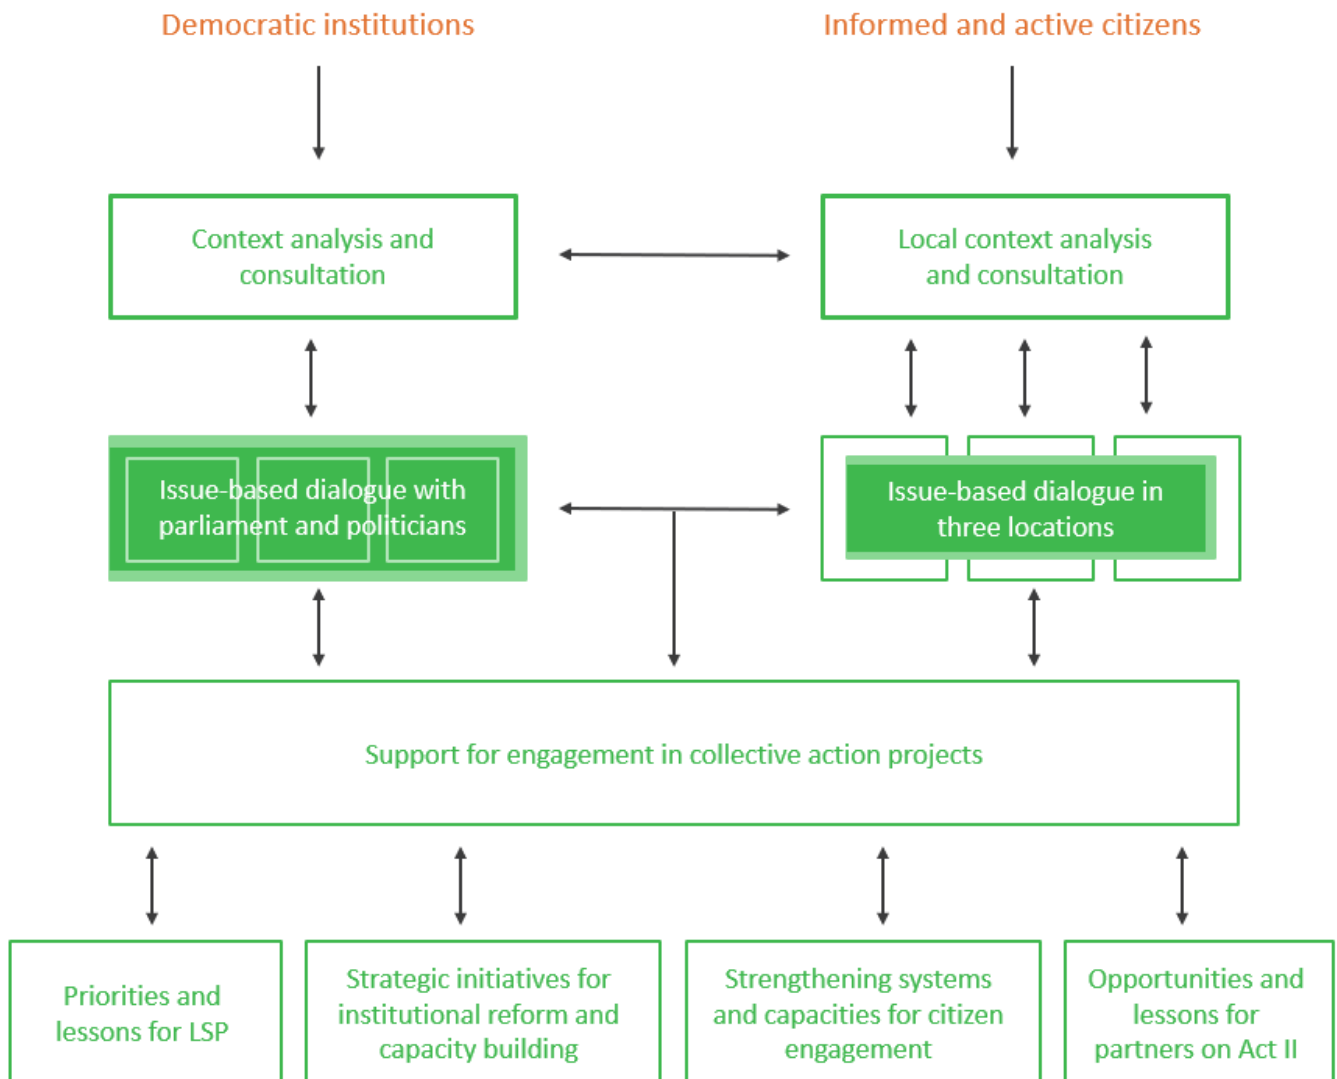 Democratic institutions
Informed and active citizens
Context analysis and
consultation
Local context analysis
and consultation
Issue-based dialogue with
parliament and politicians
Issue-based dialogue in
three locations
Support for engagement in collective action projects
Priorities and
lessons for LSP
Strategic initiatives for
institutional reform and
capacity building
Strengthening systems
and capacities for citizen
engagement
Opportunities and
lessons for
partners on Act II